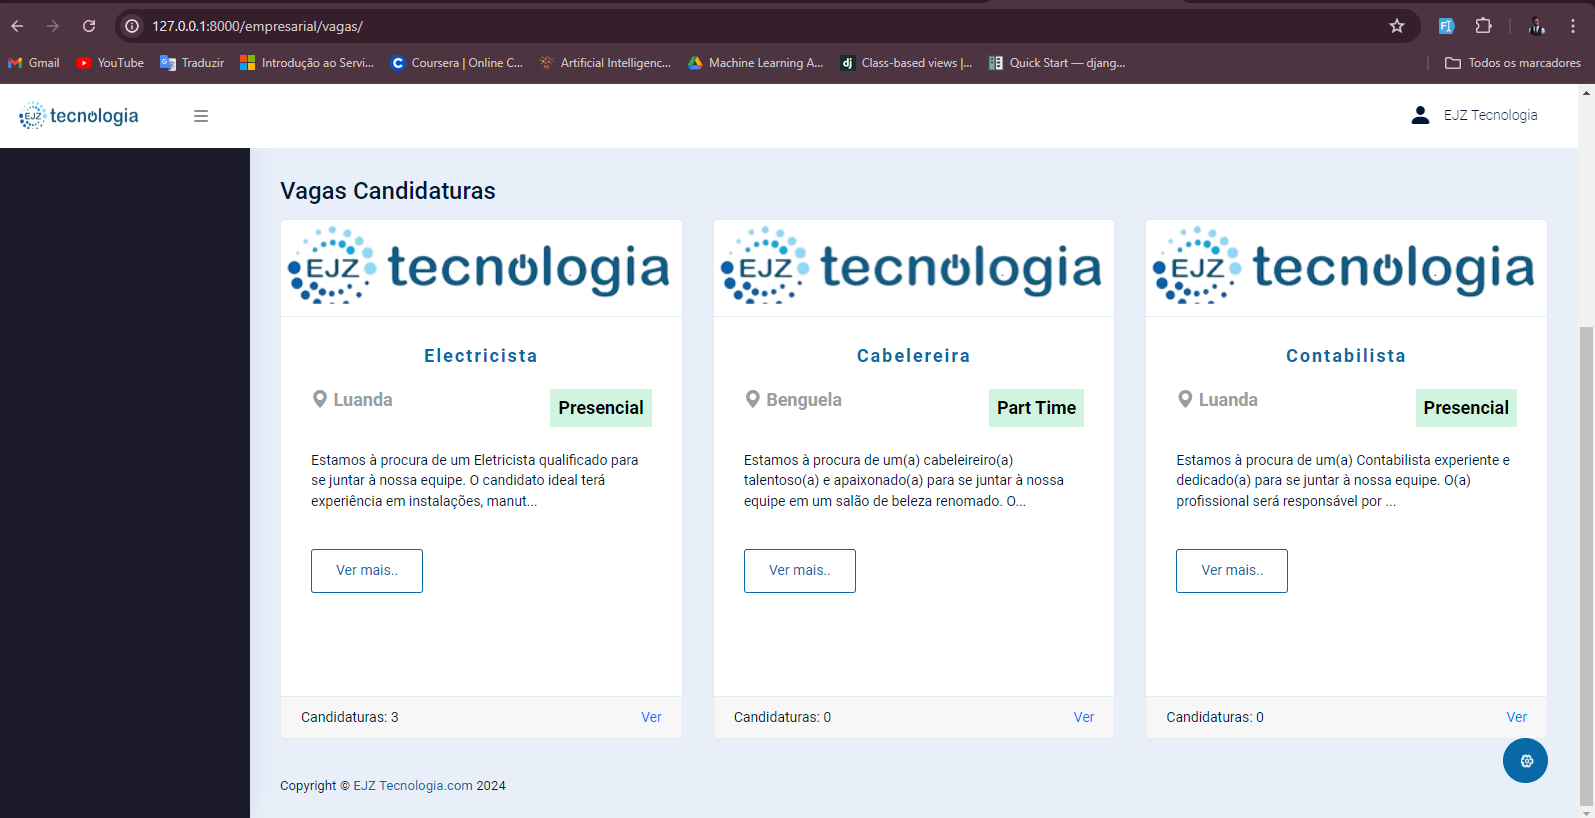 127.0.0.1:8000/empresarial/vagas/
Gmail
YouTube
Traduzir
Introdução ao Servi...
Coursera | Online C...
Artificial Intelligenc...
Machine Learning A...
dj Class-based views |...
Quick Start — djang...
Todos os marcadores
EJZ tecnologia
EJZ Tecnologia
Vagas Candidaturas
EJZ tecnologia
Electricista
Luanda
Presencial
Estamos à procura de um Eletricista qualificado para
se juntar à nossa equipe. O candidato ideal terá
experiência em instalações, manut...
Ver mais..
Candidaturas: 3
Ver
EJZ tecnologia
Cabelereira
Benguela
Part Time
Estamos à procura de um(a) cabeleireiro(a)
talentoso(a) e apaixonado(a) para se juntar à nossa
equipe em um salão de beleza renomado. O...
Ver mais..
Candidaturas: 0
Ver
EJZ tecnologia
Contabilista
Luanda
Presencial
Estamos à procura de um(a) Contabilista experiente e
dedicado(a) para se juntar à nossa equipe. O(a)
profissional será responsável por ...
Ver mais..
Candidaturas: 0
Ver
Copyright © EJZ Tecnologia.com 2024